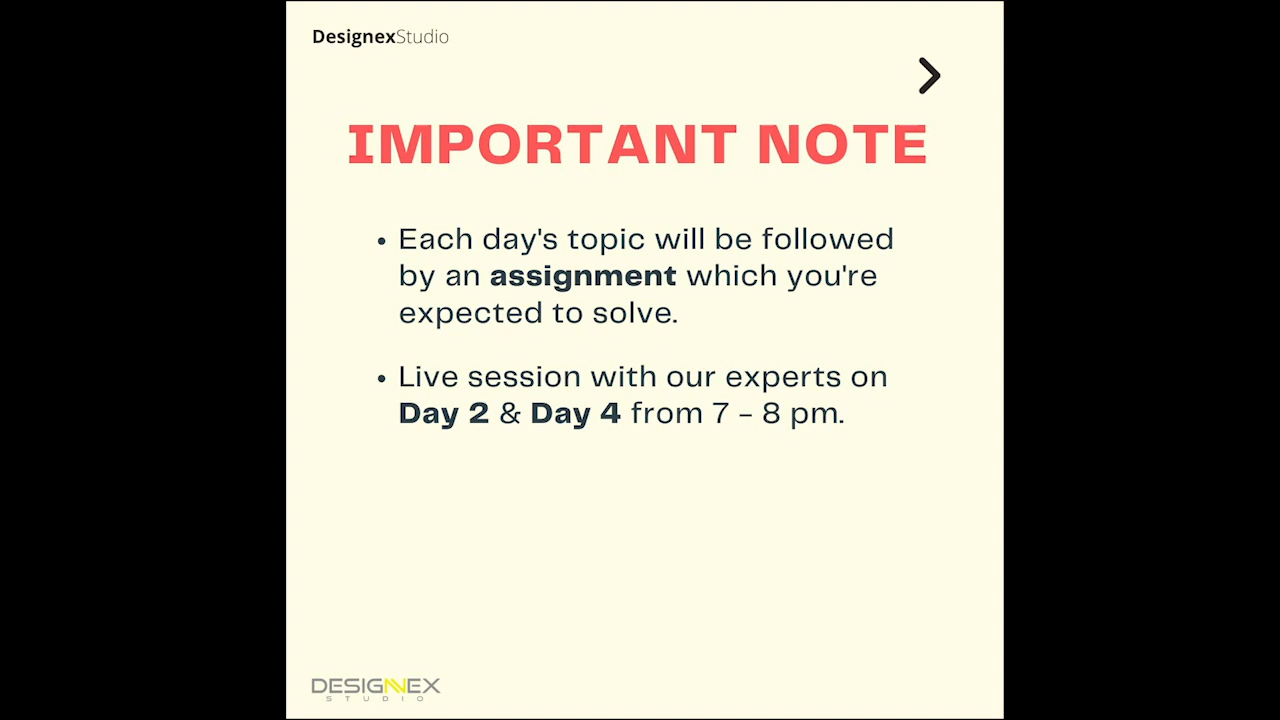 DesignexStudio
IMPORTANT NOTE
• Each day's topic will be followed
by an assignment which you're
expected to solve.
• Live session with our experts on
Day 2 & Day 4 from 7 - 8 pm.
DESIGNEX
STUDIO